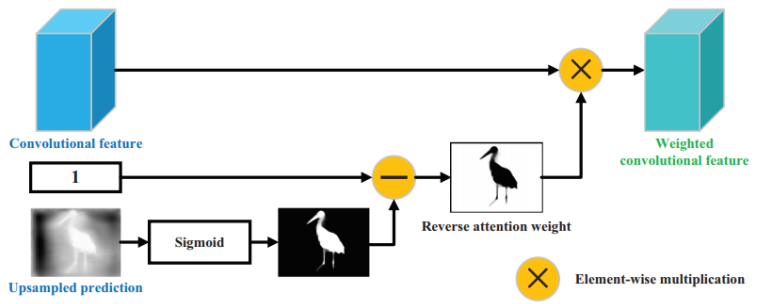 Convolutional feature
Weighted
convolutional feature
1
Reverse attention weight
Sigmoid
Upsampled prediction
Element-wise multiplication